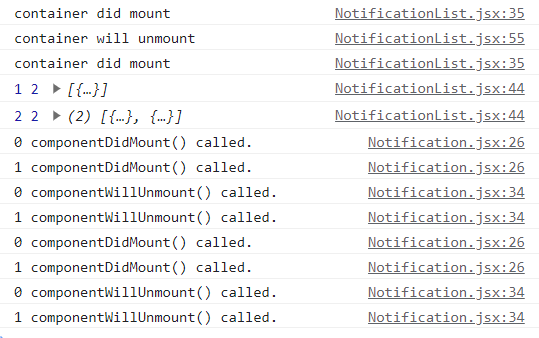 container did mount NotificationList.jsx:35
container will unmount NotificationList.jsx:55
container did mount NotificationList.jsx:35
1 2 ▶ [{…}] NotificationList.jsx:44
2 2 ▶ (2) [{…}, {…}] NotificationList.jsx:44
0 componentDidMount() called. Notification.jsx:26
1 componentDidMount() called. Notification.jsx:26
0 componentWillUnmount() called. Notification.jsx:34
1 componentWillUnmount() called. Notification.jsx:34
0 componentDidMount() called. Notification.jsx:26
1 componentDidMount() called. Notification.jsx:26
0 componentWillUnmount() called. Notification.jsx:34
1 componentWillUnmount() called. Notification.jsx:34